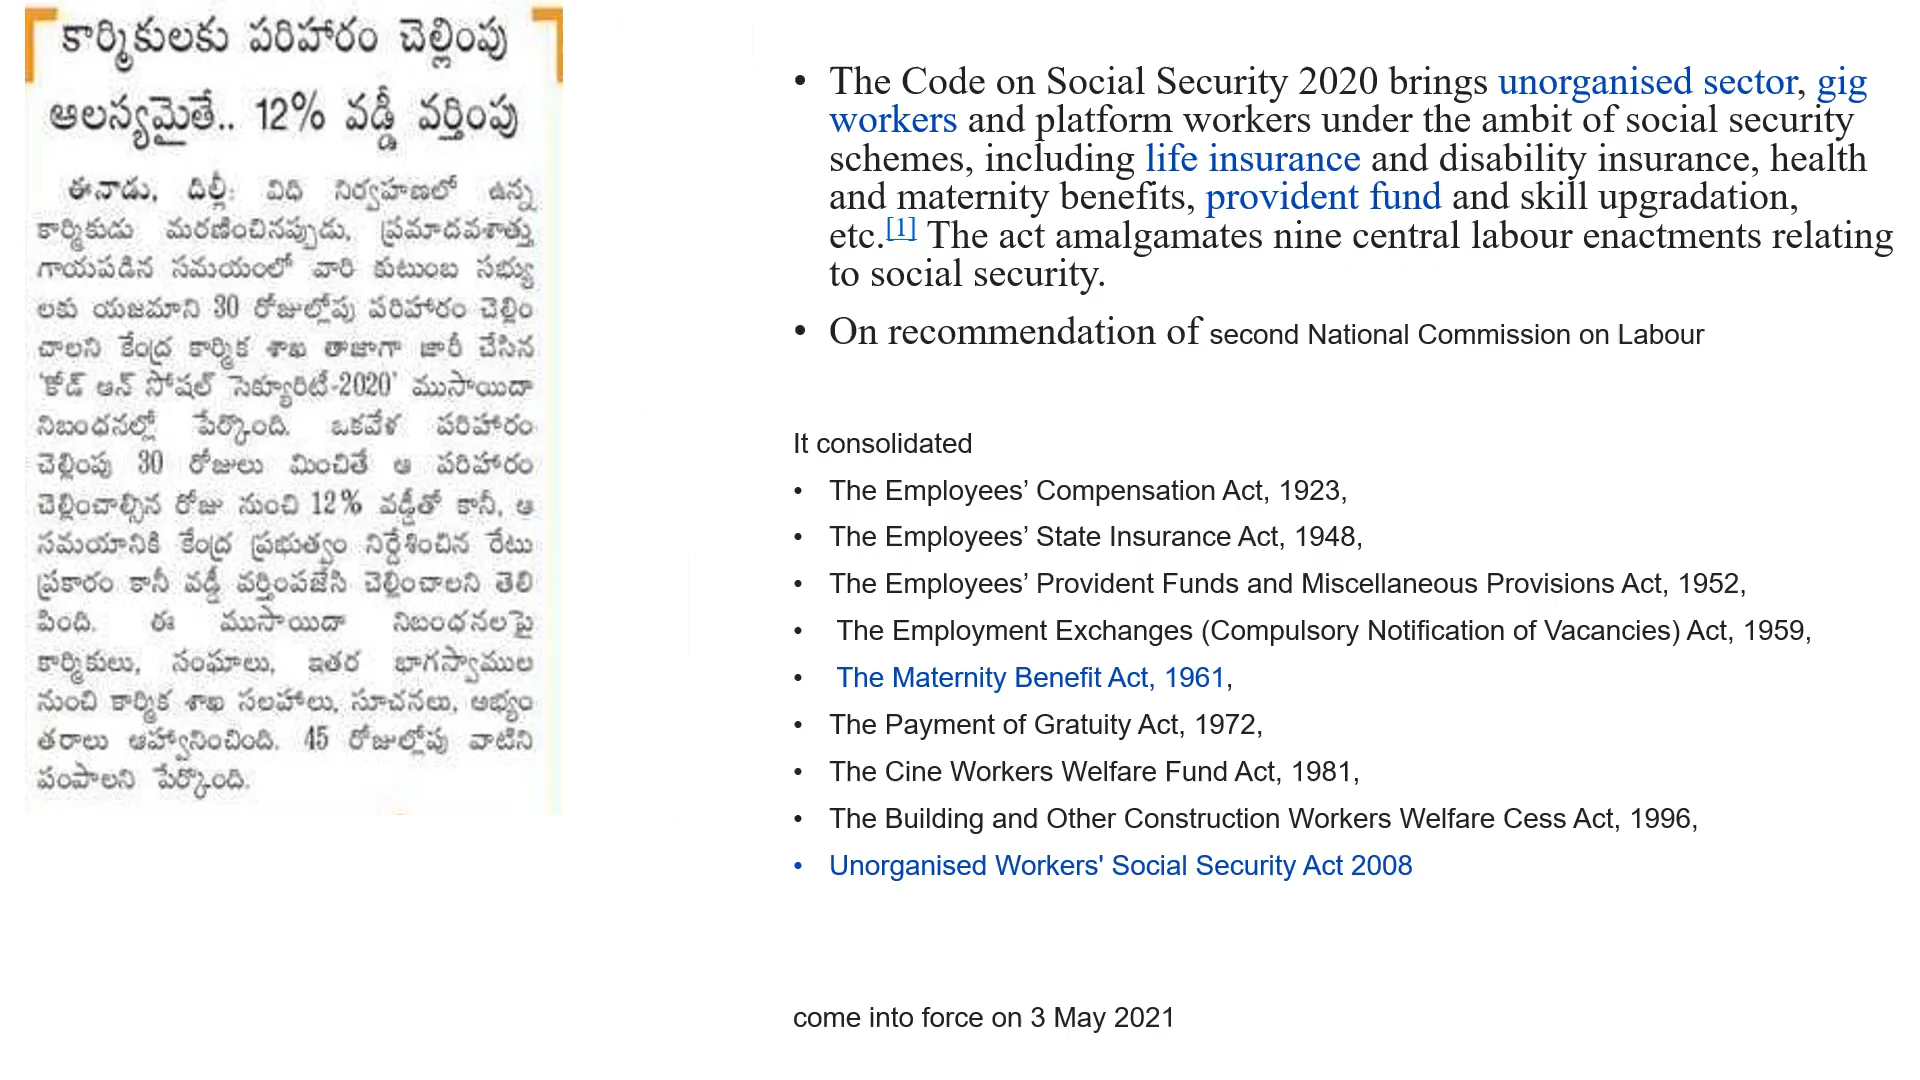 కార్మికులకు పరిహారం చెల్లింపు
ఆలస్యమైతే.. 12% వడ్డీ వర్తింపు
ఈనాడు, దిల్లీ: విధి నిర్వహణలో ఉన్న
కార్మికుడు మరణించినప్పుడు, ప్రమాదవశాత్తు
గాయపడిన సమయంలో వారి కుటుంబ సభ్యు
లకు యజమాని 30 రోజుల్లోపు పరిహారం చెల్లిం
చాలని కేంద్ర కార్మిక శాఖ తాజాగా జారీ చేసిన
'కోడ్ ఆన్ సోషల్ సెక్యూరిటీ-2020' ముసాయిదా
నిబంధనల్లో పేర్కొంది. ఒకవేళ పరిహారం
చెల్లింపు 30 రోజులు మించితే ఆ పరిహారం
చెల్లించాల్సిన రోజు నుంచి 12% వడ్డీతో కానీ, ఆ
సమయానికి కేంద్ర ప్రభుత్వం నిర్దేశించిన రేటు
ప్రకారం కానీ వడ్డీ వర్తింపజేసి చెల్లించాలని తెలి
పింది. ఈ ముసాయిదా నిబంధనలపై
కార్మికులు, సంఘాలు, ఇతర భాగస్వాముల
నుంచి కార్మిక శాఖ సలహాలు, సూచనలు, అభ్యం
తరాలు ఆహ్వానించింది. 45 రోజుల్లోపు వాటిని
పంపాలని పేర్కొంది.
• The Code on Social Security 2020 brings unorganised sector, gig
workers and platform workers under the ambit of social security
schemes, including life insurance and disability insurance, health
and maternity benefits, provident fund and skill upgradation,
etc.[1] The act amalgamates nine central labour enactments relating
to social security.
• On recommendation of second National Commission on Labour
It consolidated
• The Employees’ Compensation Act, 1923,
• The Employees’ State Insurance Act, 1948,
• The Employees’ Provident Funds and Miscellaneous Provisions Act, 1952,
• The Employment Exchanges (Compulsory Notification of Vacancies) Act, 1959,
• The Maternity Benefit Act, 1961,
• The Payment of Gratuity Act, 1972,
• The Cine Workers Welfare Fund Act, 1981,
• The Building and Other Construction Workers Welfare Cess Act, 1996,
• Unorganised Workers' Social Security Act 2008
come into force on 3 May 2021